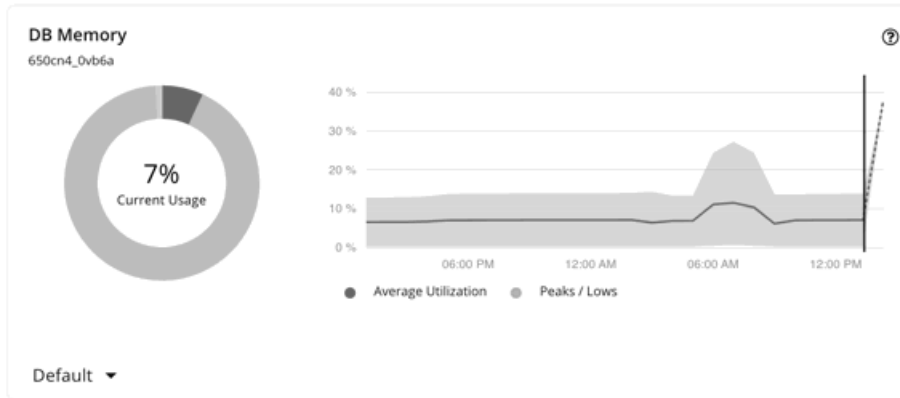 DB Memory
650cn4_0vb6a
7%
Current Usage
40 %
30 %
20 %
10 %
0 %
06:00 PM 12:00 AM 06:00 AM 12:00 PM
Average Utilization Peaks / Lows
Default